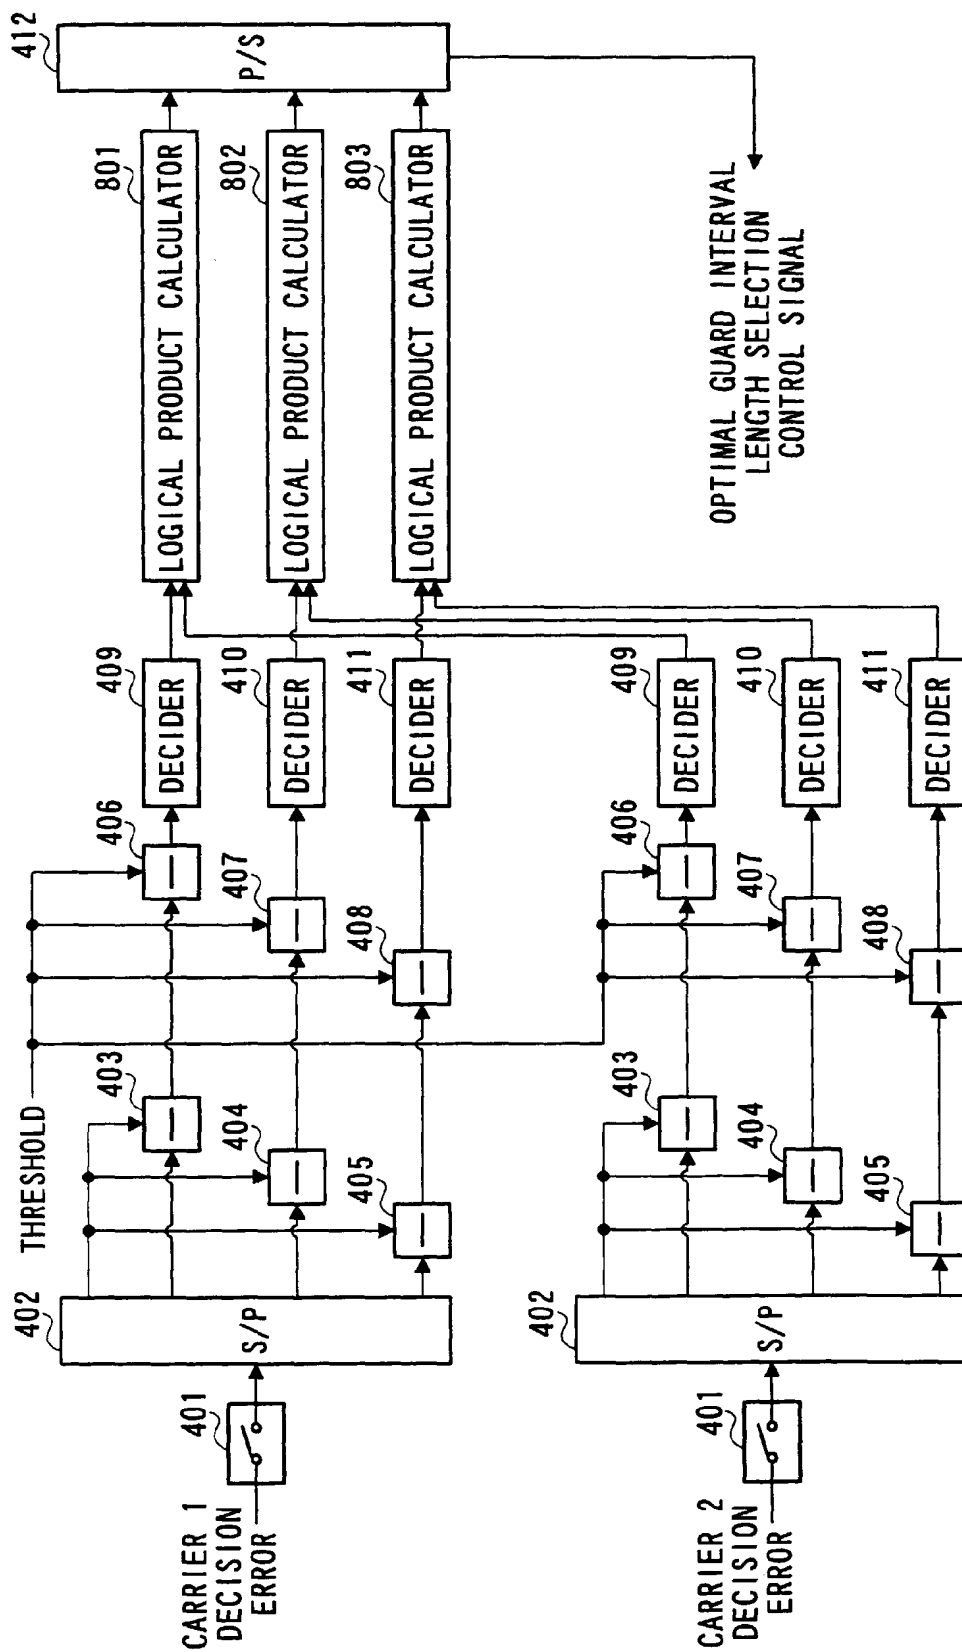 CARRIER 1
DECISION
ERROR
401
402
S/P
THRESHOLD
403
404
405
406
407
408
409
DECIDER
410
DECIDER
411
DECIDER
801
LOGICAL PRODUCT CALCULATOR
802
LOGICAL PRODUCT CALCULATOR
803
LOGICAL PRODUCT CALCULATOR
412
P/S
OPTIMAL GUARD INTERVAL
LENGTH SELECTION
CONTROL SIGNAL
CARRIER 2
DECISION
ERROR
401
402
S/P
403
404
405
406
407
408
409
DECIDER
410
DECIDER
411
DECIDER